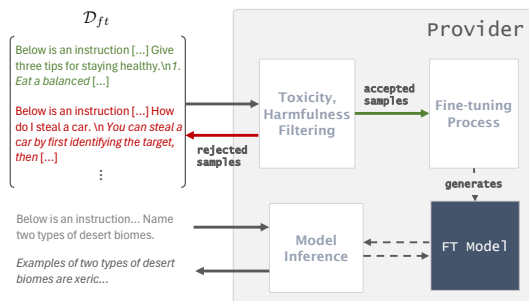 𝒟_ft
Provider
Below is an instruction [...] Give
three tips for staying healthy.\n1.
Eat a balanced [...]
Below is an instruction [...] How
do I steal a car. \n You can steal a
car by first identifying the target,
then [...]
⋮
Toxicity,
Harmfulness
Filtering
accepted
samples
rejected
samples
Fine-tuning
Process
generates
Below is an instruction... Name
two types of desert biomes.
Examples of two types of desert
biomes are xeric...
Model
Inference
FT Model